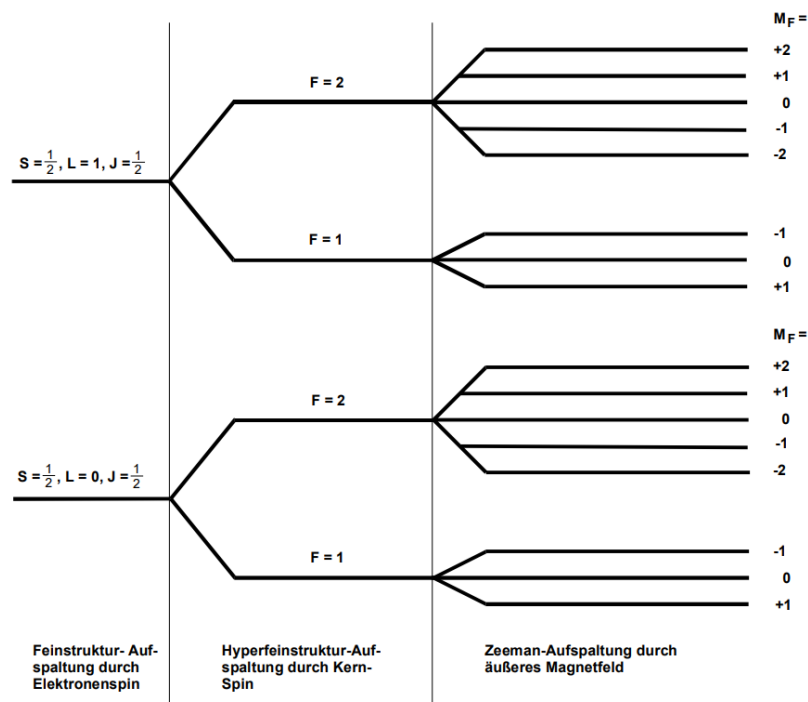 M_F =
+2
+1
F = 2
0
-1
-2
S = 1/2, L = 1, J = 1/2
-1
F = 1
0
+1
M_F =
+2
+1
F = 2
0
-1
-2
S = 1/2, L = 0, J = 1/2
-1
F = 1
0
+1
Feinstruktur- Auf-
spaltung durch
Elektronenspin
Hyperfeinstruktur-Auf-
spaltung durch Kern-
Spin
Zeeman-Aufspaltung durch
äußeres Magnetfeld